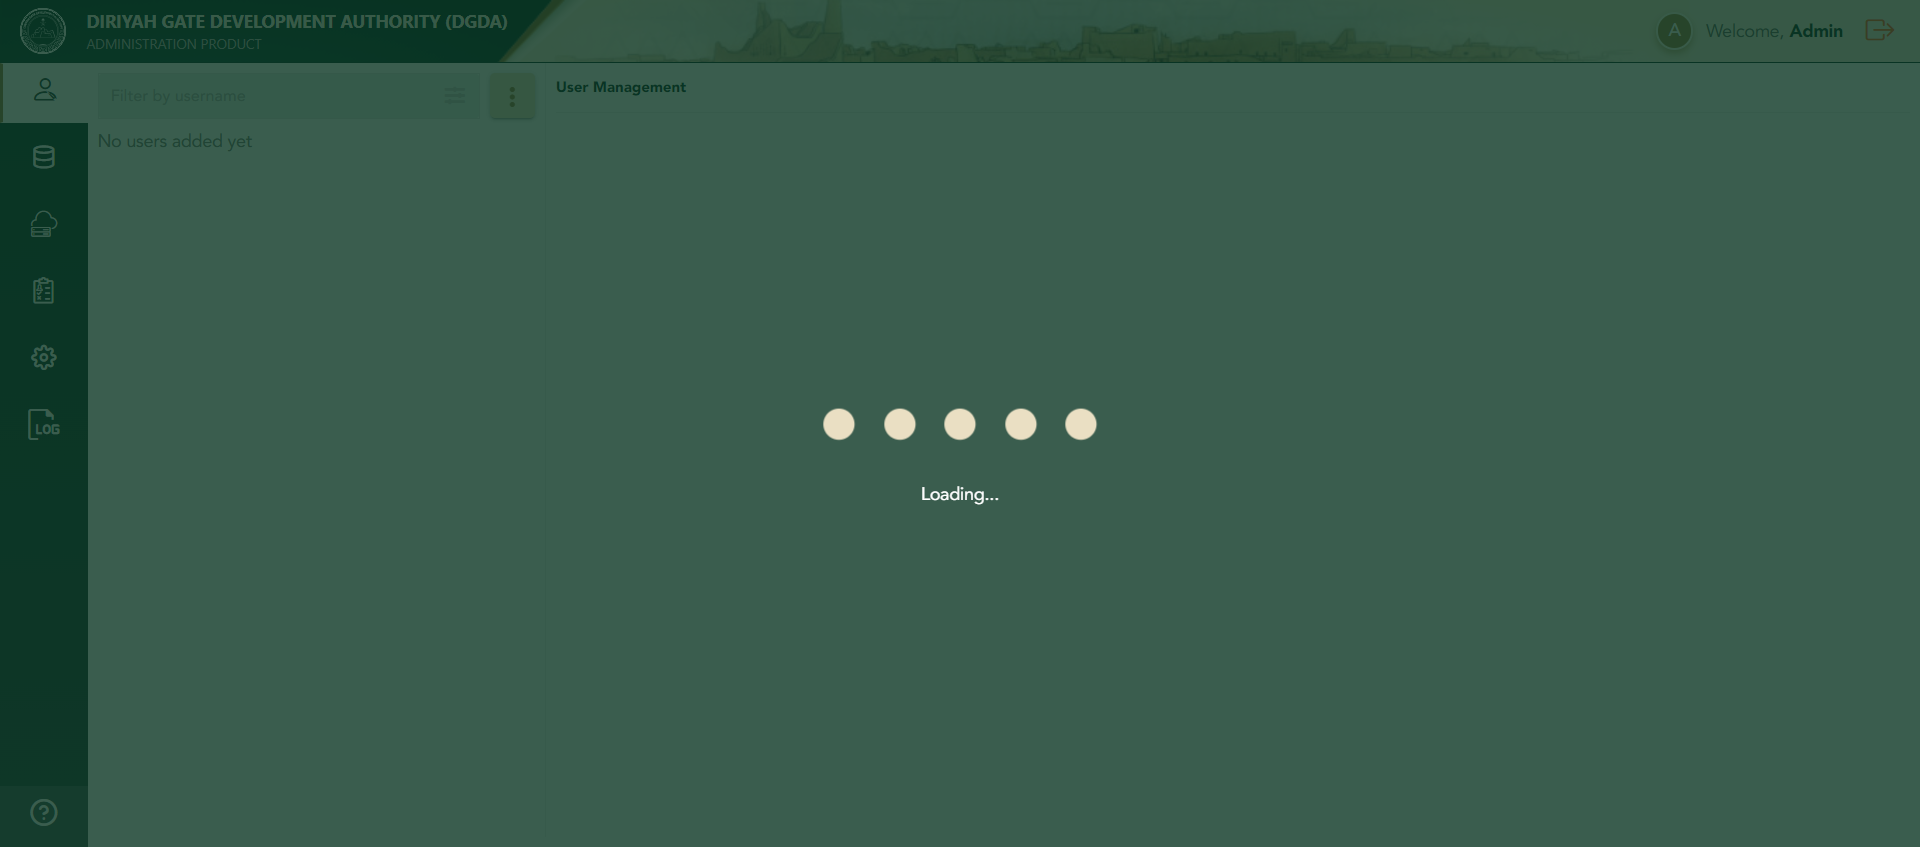 DIRIYAH GATE DEVELOPMENT AUTHORITY (DGDA)
ADMINISTRATION PRODUCT
A
Welcome, Admin
Filter by username
User Management
No users added yet
LOG
Loading...